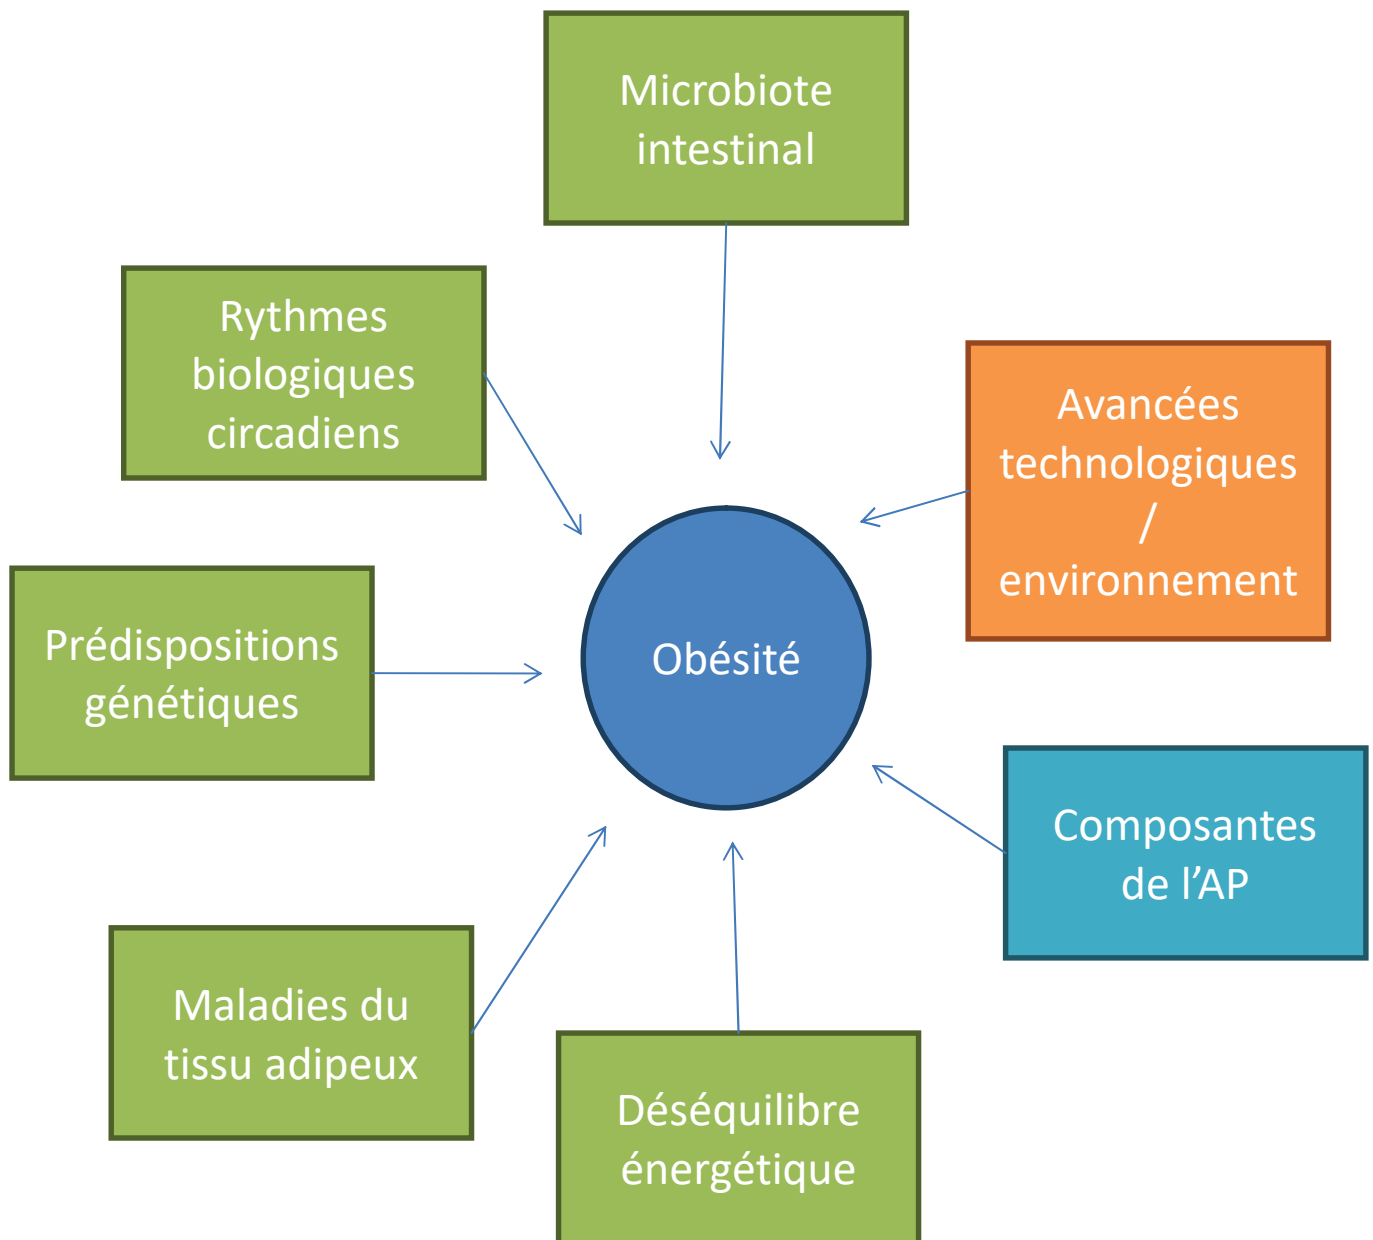 Microbiote
intestinal
Rythmes
biologiques
circadiens
Avancées
technologiques
/
environnement
Prédispositions
génétiques
Obésité
Composantes
de l’AP
Maladies du
tissu adipeux
Déséquilibre
énergétique